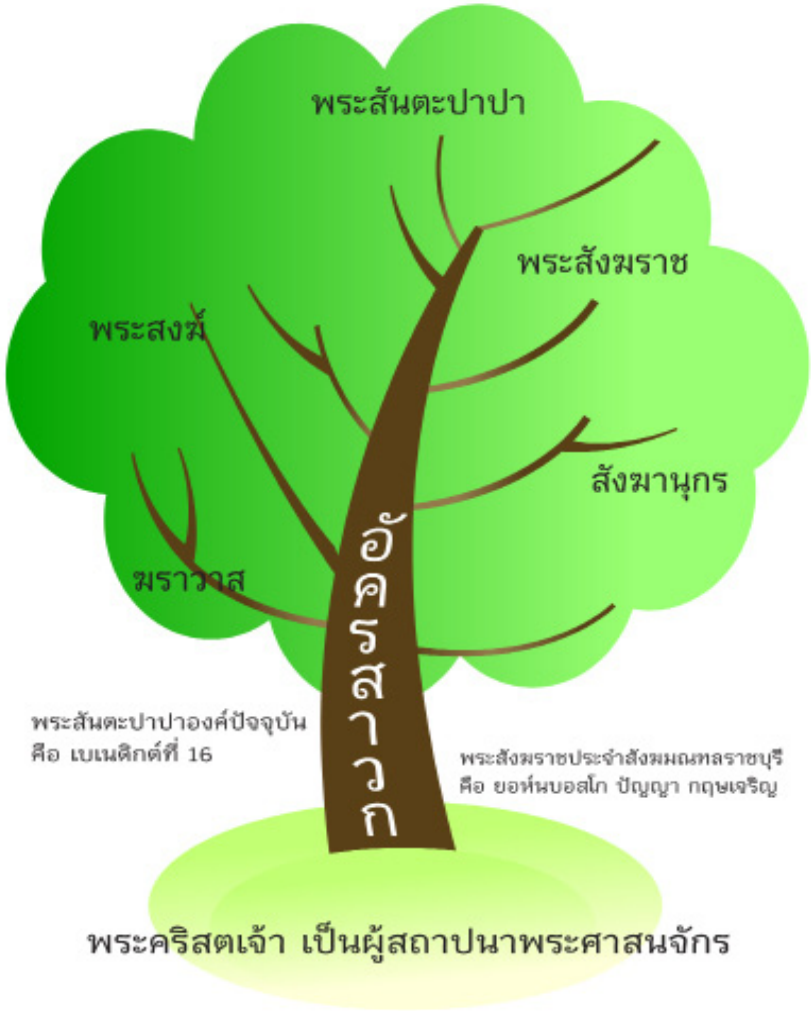 พระสันตะปาปา
พระสังฆราช
พระสงฆ์
สังฆานุกร
ฆราวาส
อัครสาวก
พระสันตะปาปาองค์ปัจจุบัน
คือ เบเนดิกต์ที่ 16
พระสังฆราชประจำสังฆมณฑลราชบุรี
คือ ยอห์นบอสโก ปัญญา กฤษเจริญ
พระคริสตเจ้า เป็นผู้สถาปนาพระศาสนจักร